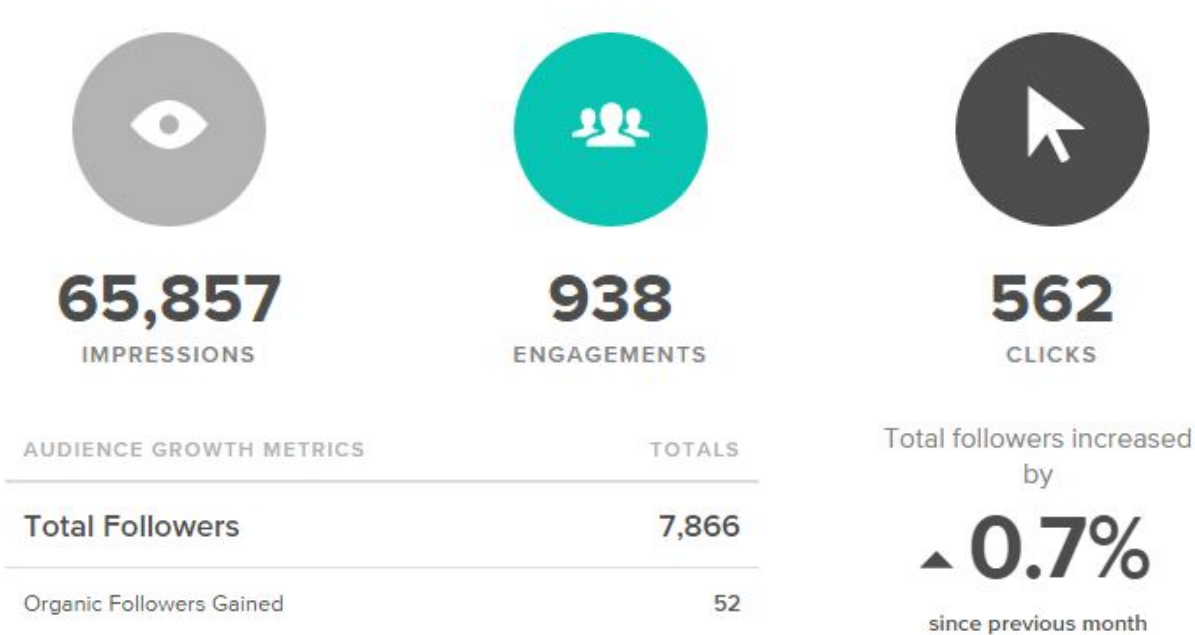 65,857
IMPRESSIONS
938
ENGAGEMENTS
562
CLICKS
AUDIENCE GROWTH METRICS TOTALS
Total Followers 7,866
Organic Followers Gained 52
Total followers increased
by
0.7%
since previous month